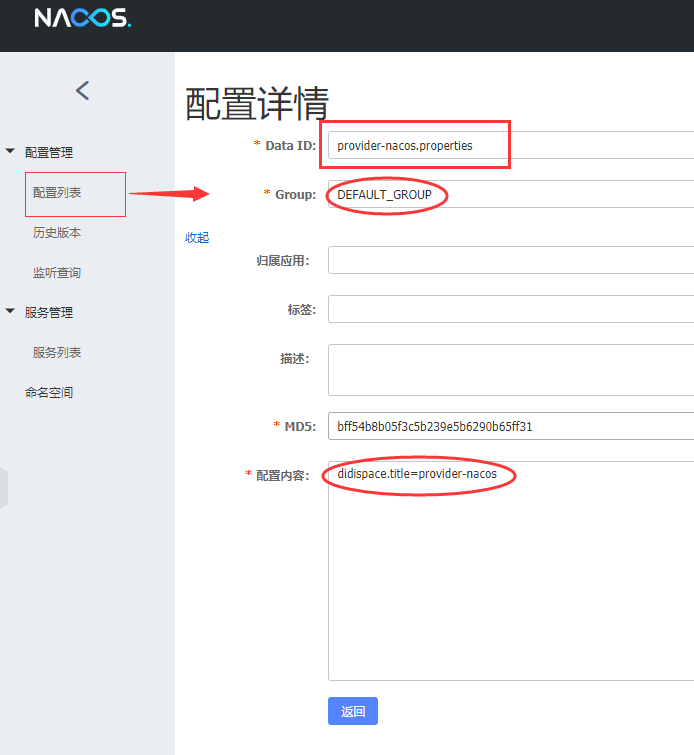 NACOS.
配置详情
配置管理
配置列表
历史版本
监听查询
服务管理
服务列表
命名空间
* Data ID: provider-nacos.properties
* Group: DEFAULT_GROUP
收起
归属应用:
标签:
描述:
* MD5: bff54b8b05f3c5b239e5b6290b65ff31
* 配置内容: didispace.title=provider-nacos
返回